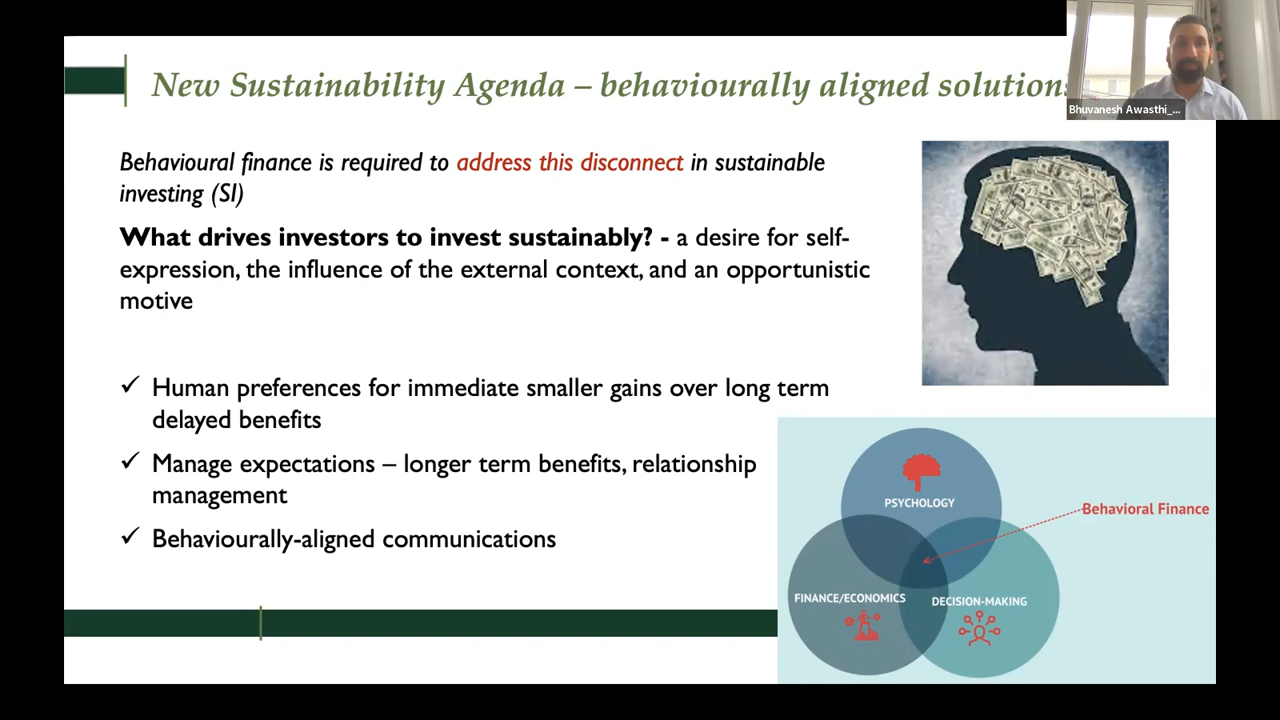 New Sustainability Agenda – behaviourally aligned solutions
Bhuvanesh Awasthi_...
Behavioural finance is required to address this disconnect in sustainable
investing (SI)
What drives investors to invest sustainably? - a desire for self-
expression, the influence of the external context, and an opportunistic
motive
✓ Human preferences for immediate smaller gains over long term
delayed benefits
✓ Manage expectations – longer term benefits, relationship
management
✓ Behaviourally-aligned communications
PSYCHOLOGY
Behavioral Finance
FINANCE/ECONOMICS
DECISION-MAKING